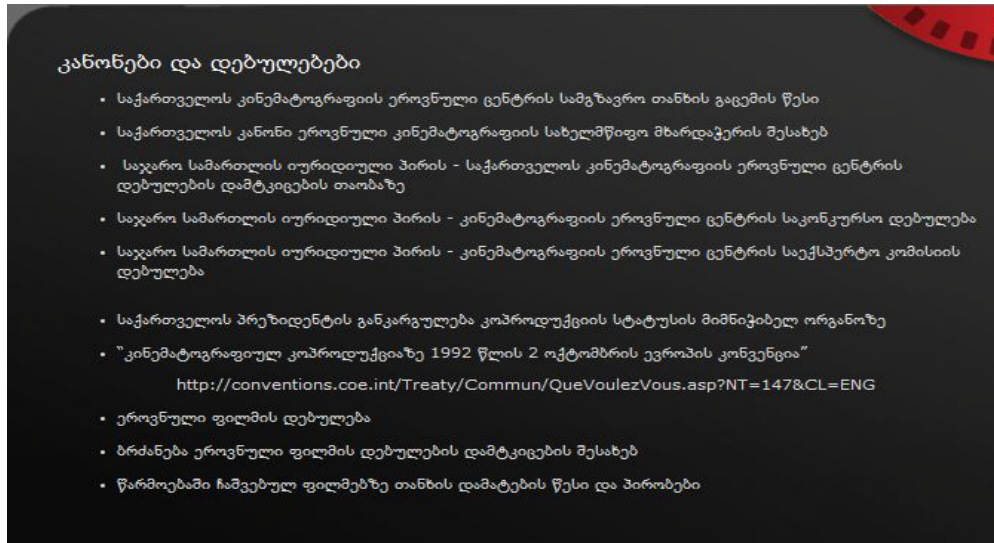 კანონები და დებულებები
• საქართველოს კინემატოგრაფიის ეროვნული ცენტრის სამგზავრო თანხის გაცემის წესი
• საქართველოს კანონი ეროვნული კინემატოგრაფიის სახელმწიფო მხარდაჭერის შესახებ
• საჯარო სამართლის იურიდიული პირის - საქართველოს კინემატოგრაფიის ეროვნული ცენტრის
დებულების დამტკიცების თაობაზე
• საჯარო სამართლის იურიდიული პირის - კინემატოგრაფიის ეროვნული ცენტრის საკონკურსო დებულება
• საჯარო სამართლის იურიდიული პირის - კინემატოგრაფიის ეროვნული ცენტრის საექსპერტო კომისიის
დებულება
• საქართველოს პრეზიდენტის განკარგულება კოპროდუქციის სტატუსის მიმნიჭიბელ ორგანოზე
• “კინემატოგრაფიულ კოპროდუქციაზე 1992 წლის 2 ოქტომბრის ევროპის კონვენცია”
http://conventions.coe.int/Treaty/Commun/QueVoulezVous.asp?NT=147&CL=ENG
• ეროვნული ფილმის დებულება
• ბრძანება ეროვნული ფილმის დებულების დამტკიცების შესახებ
• წარმოებაში ჩაშვებულ ფილმებზე თანხის დამატების წესი და პირობები